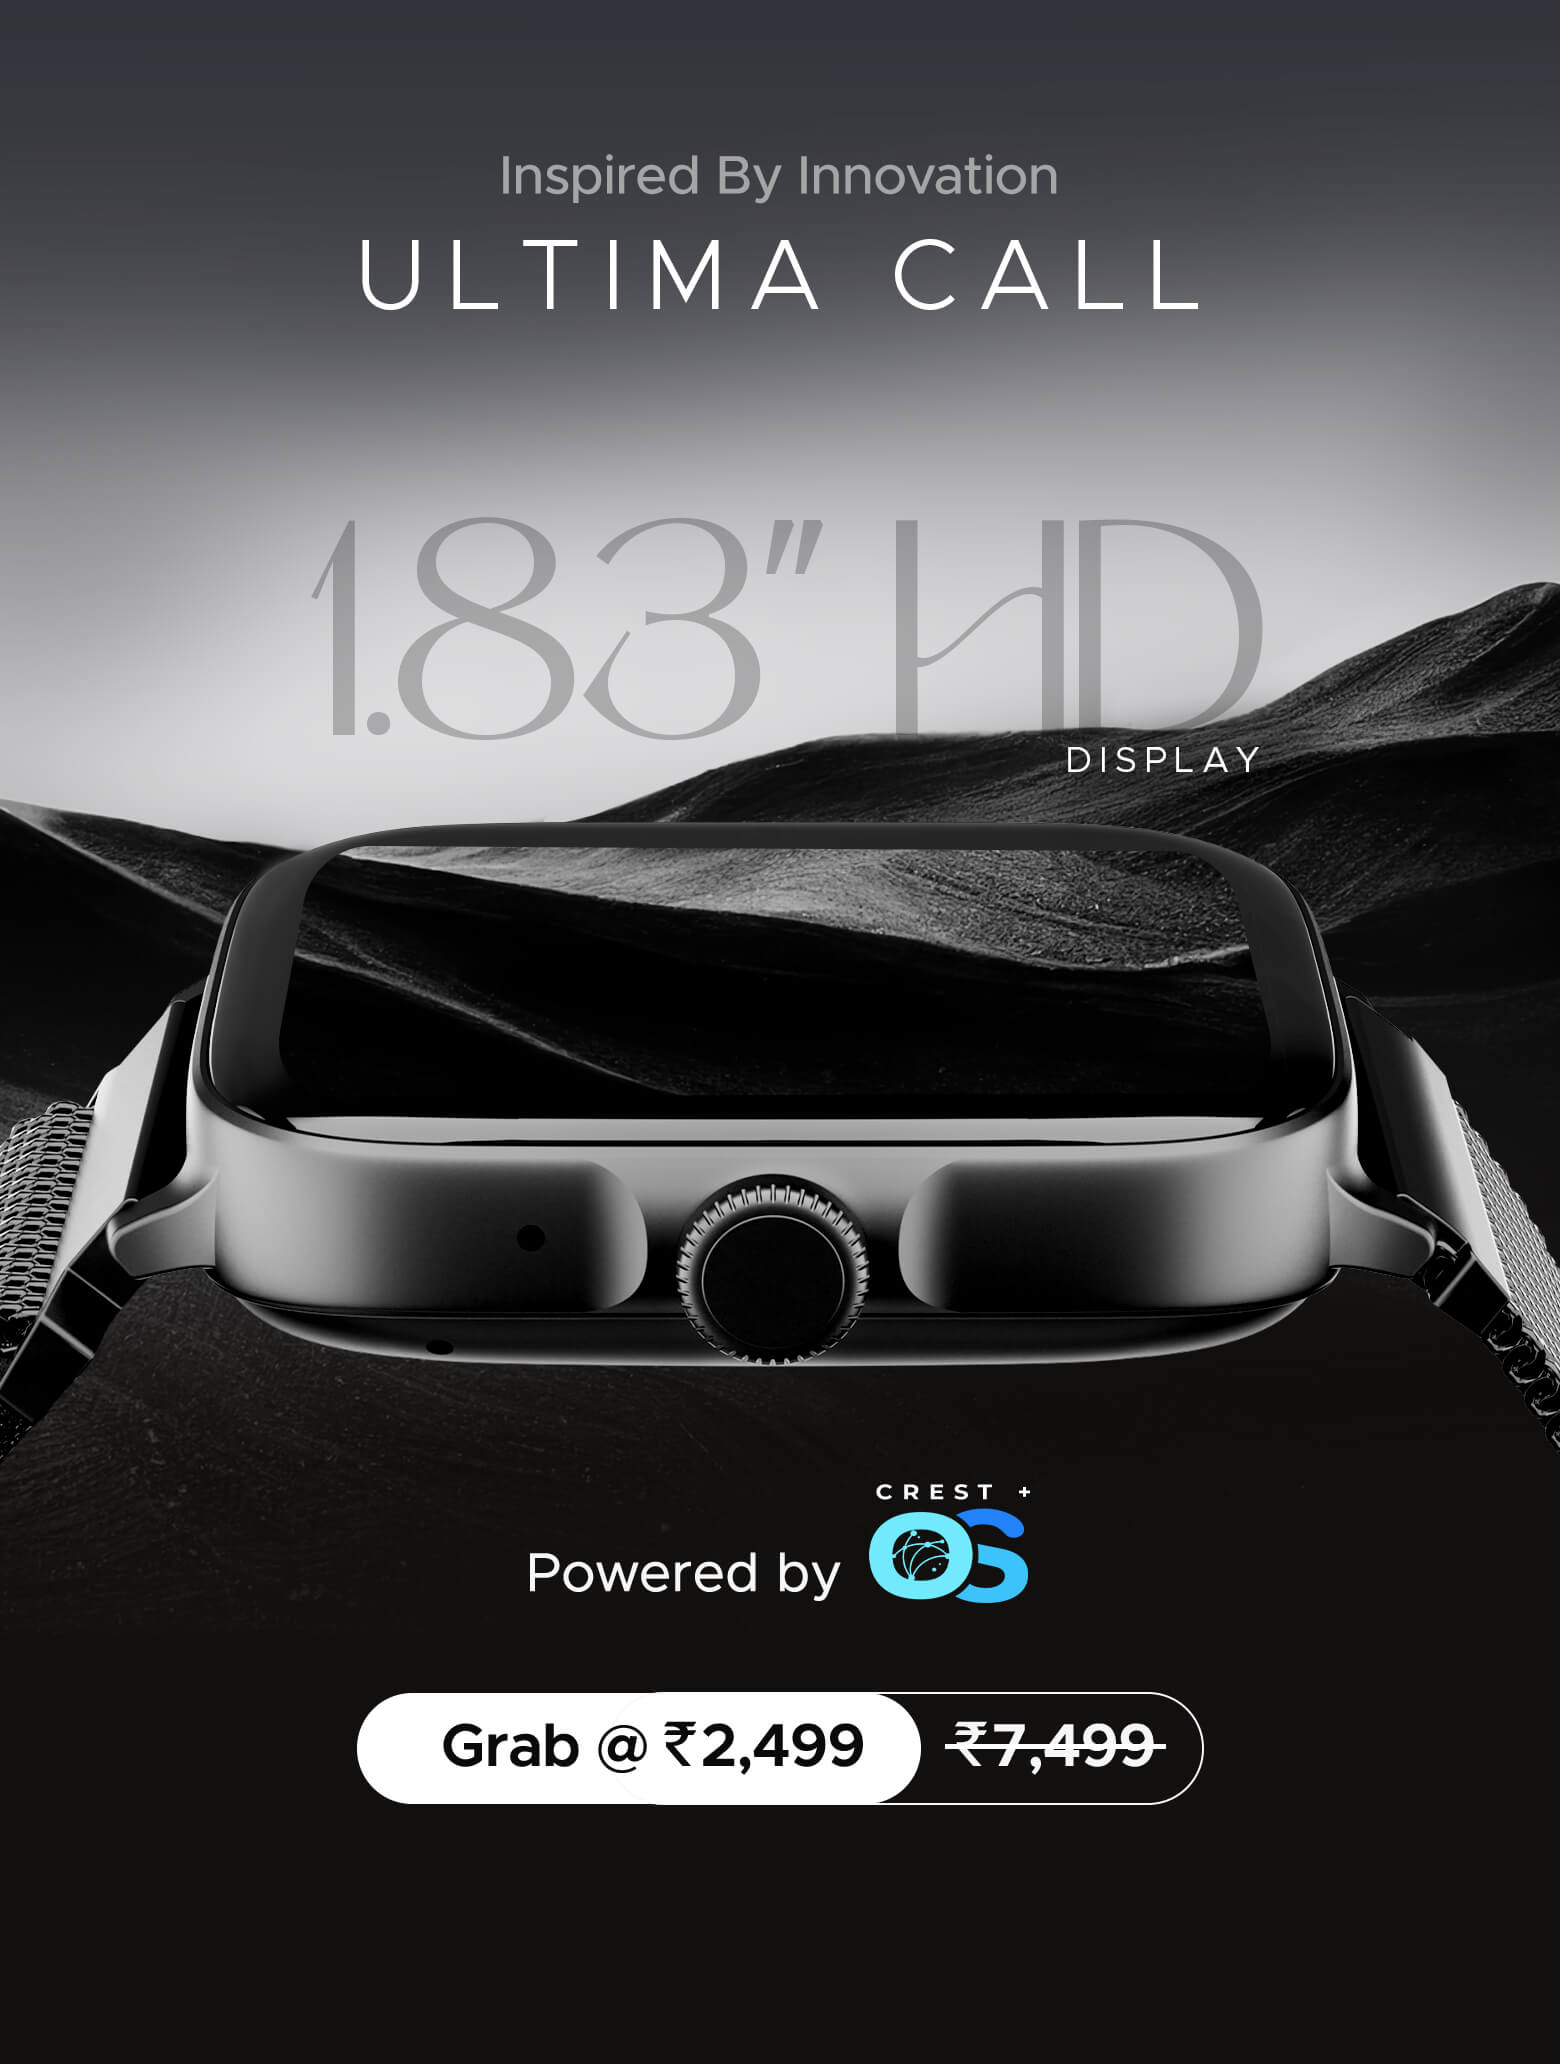 Inspired By Innovation
ULTIMA CALL
1.83" HD
DISPLAY
CREST +
Powered by OS
Grab @ ₹2,499 ₹7,499